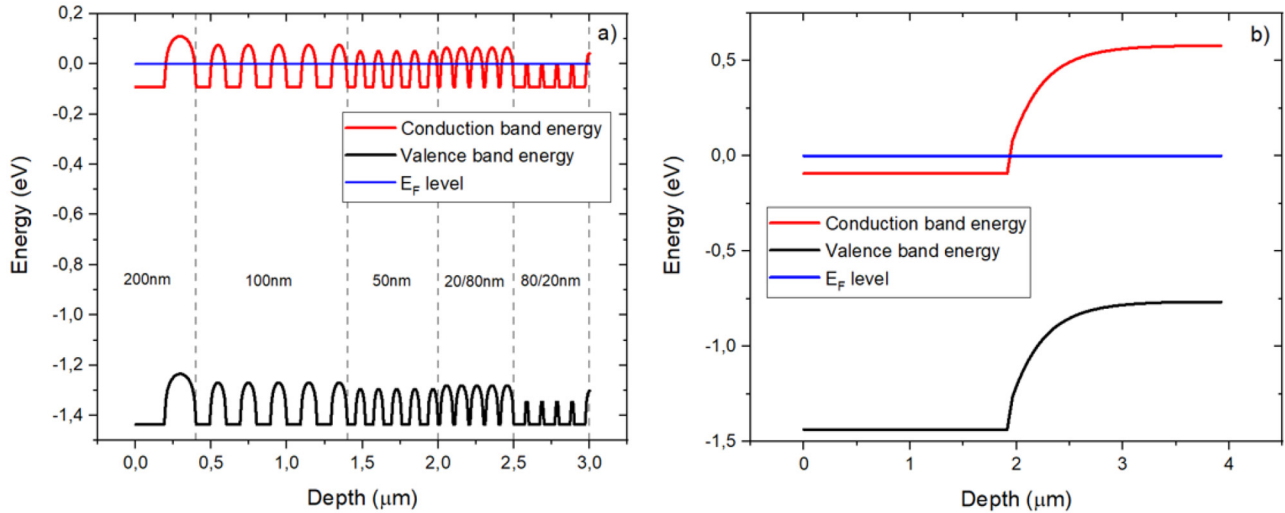 a)
0,2
0,0
-0,2
-0,4
-0,6
-0,8
-1,0
-1,2
-1,4
Energy (eV)
Conduction band energy
Valence band energy
E_F level
200nm 100nm 50nm 20/80nm 80/20nm
0,0 0,5 1,0 1,5 2,0 2,5 3,0
Depth (μm)
b)
0,5
0,0
-0,5
-1,0
-1,5
Energy (eV)
Conduction band energy
Valence band energy
E_F level
0 1 2 3 4
Depth (μm)